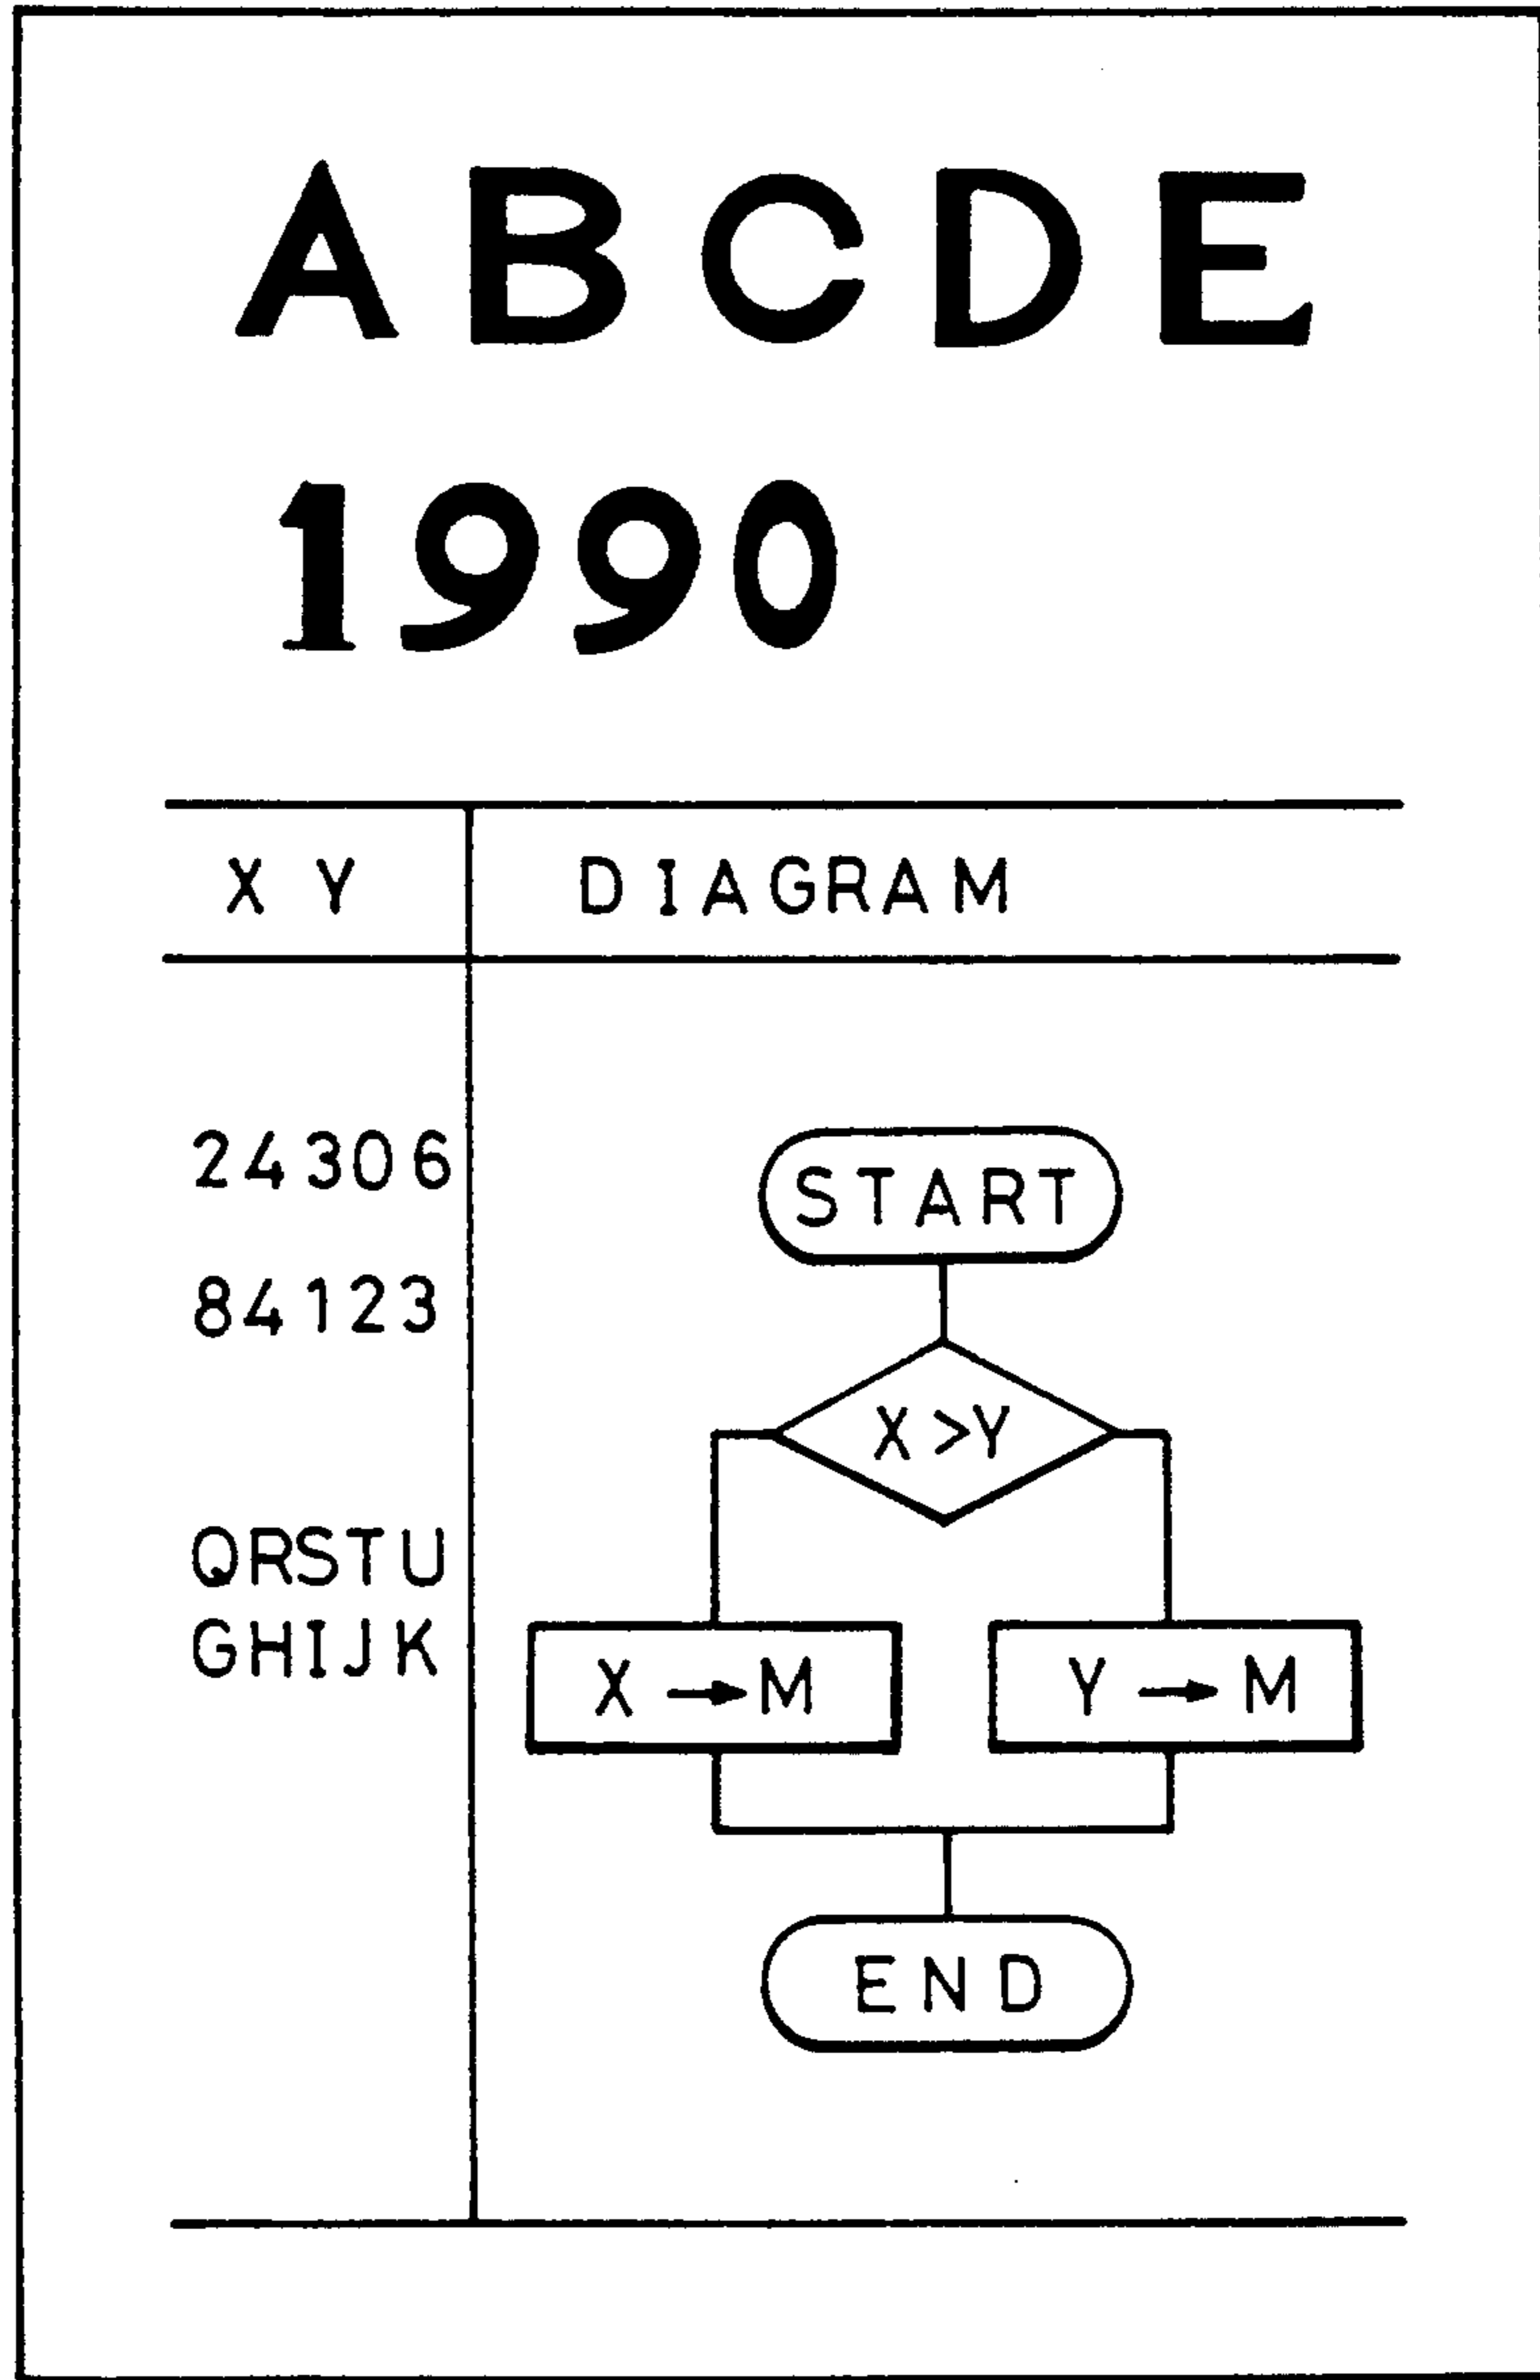 ABCDE
1990
X Y
DIAGRAM
24306
84123
QRSTU
GHIJK
START
X>Y
X → M
Y → M
END